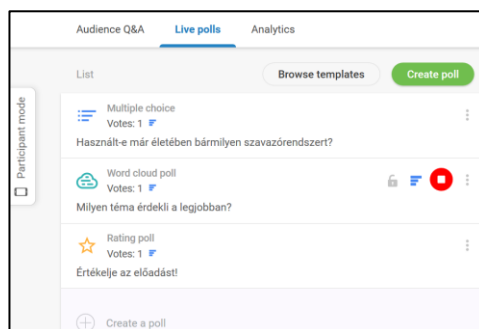 Audience Q&A Live polls Analytics
List Browse templates Create poll
Participant mode
Multiple choice
Votes: 1
Használt-e már életében bármilyen szavazórendszert?
Word cloud poll
Votes: 1
Milyen téma érdekli a legjobban?
Rating poll
Votes: 1
Értékelje az előadást!
Create a poll